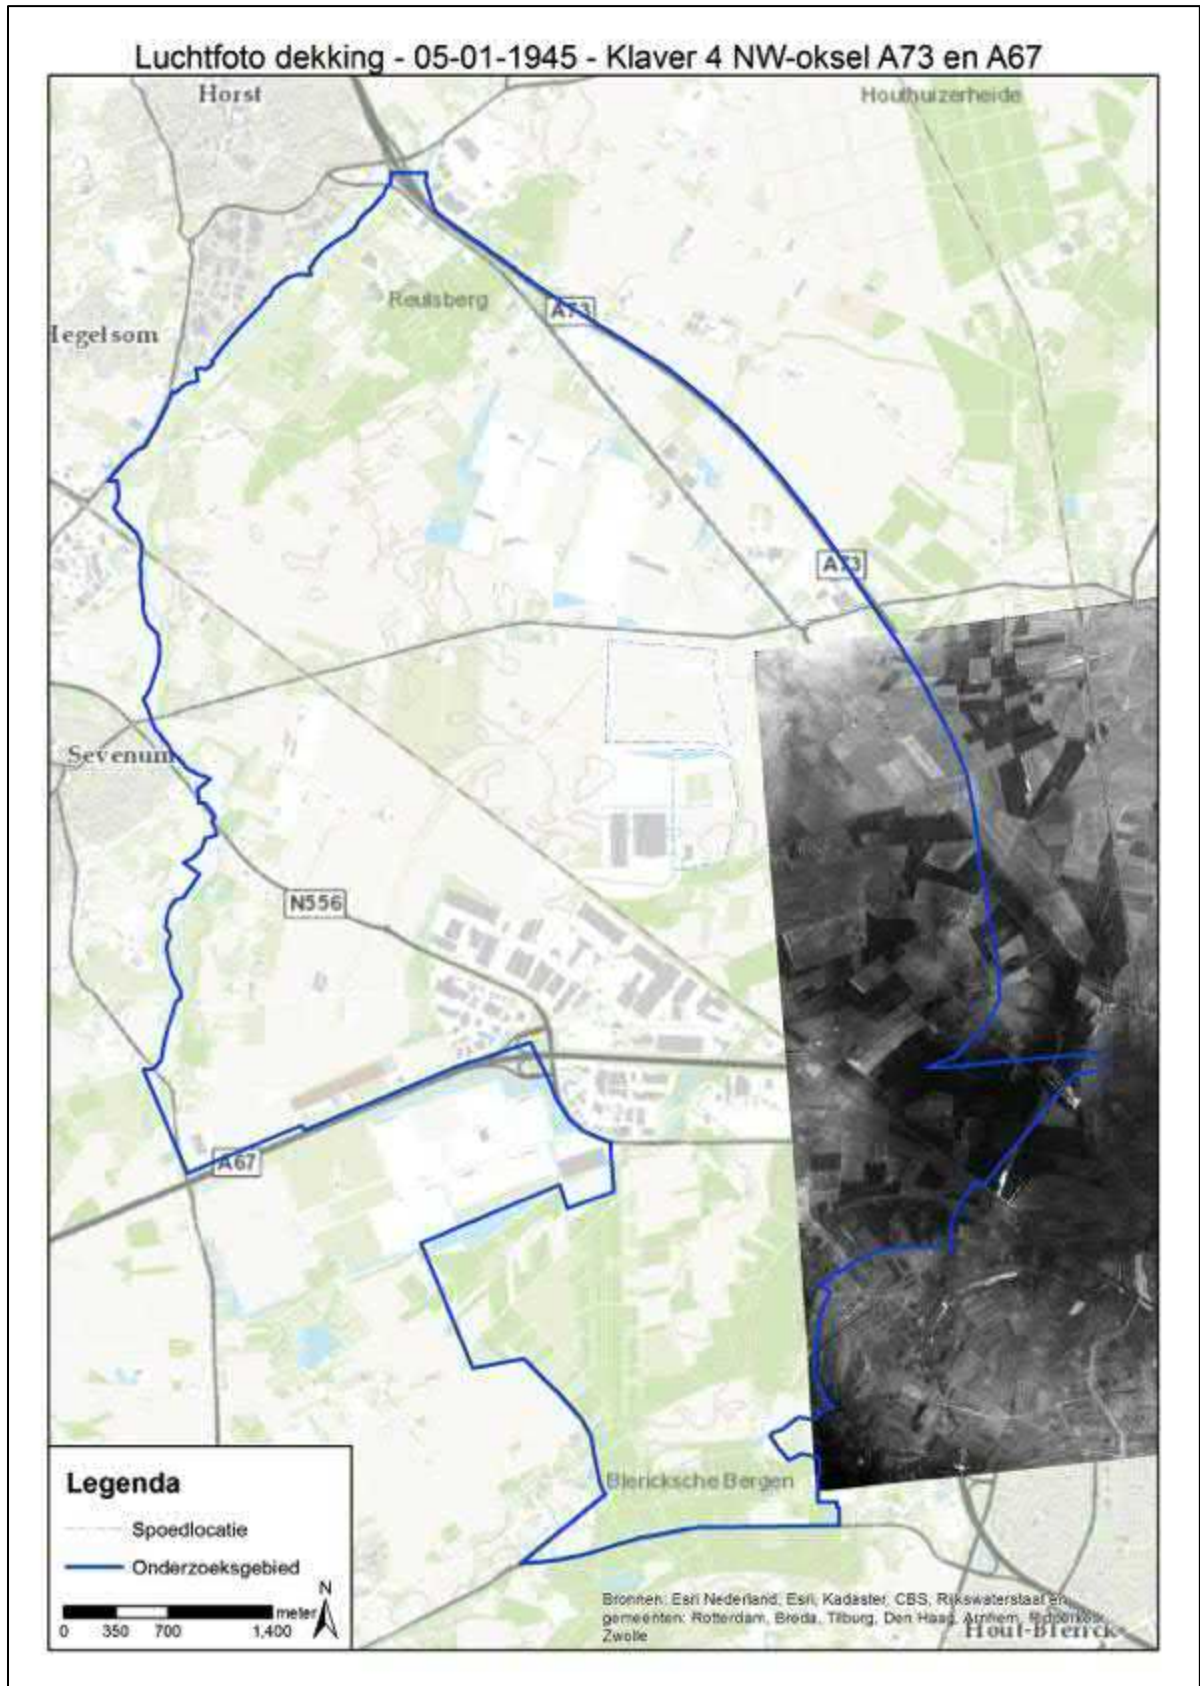 Luchtfoto dekking - 05-01-1945 - Klaver 4 NW-oksel A73 en A67
Horst
Houthuizerheide
Reulsberg
A73
Hegelsom
A73
Sevenum
N556
A67
Blericksche Bergen
Legenda
Spoedlocatie
Onderzoeksgebied
N
meter
0 350 700 1,400
Bronnen: Esri Nederland, Esri, Kadaster, CBS, Rijkswaterstaat en
gemeenten: Rotterdam, Breda, Tilburg, Den Haag, Arnhem,
Zwolle
Hout-Blerick